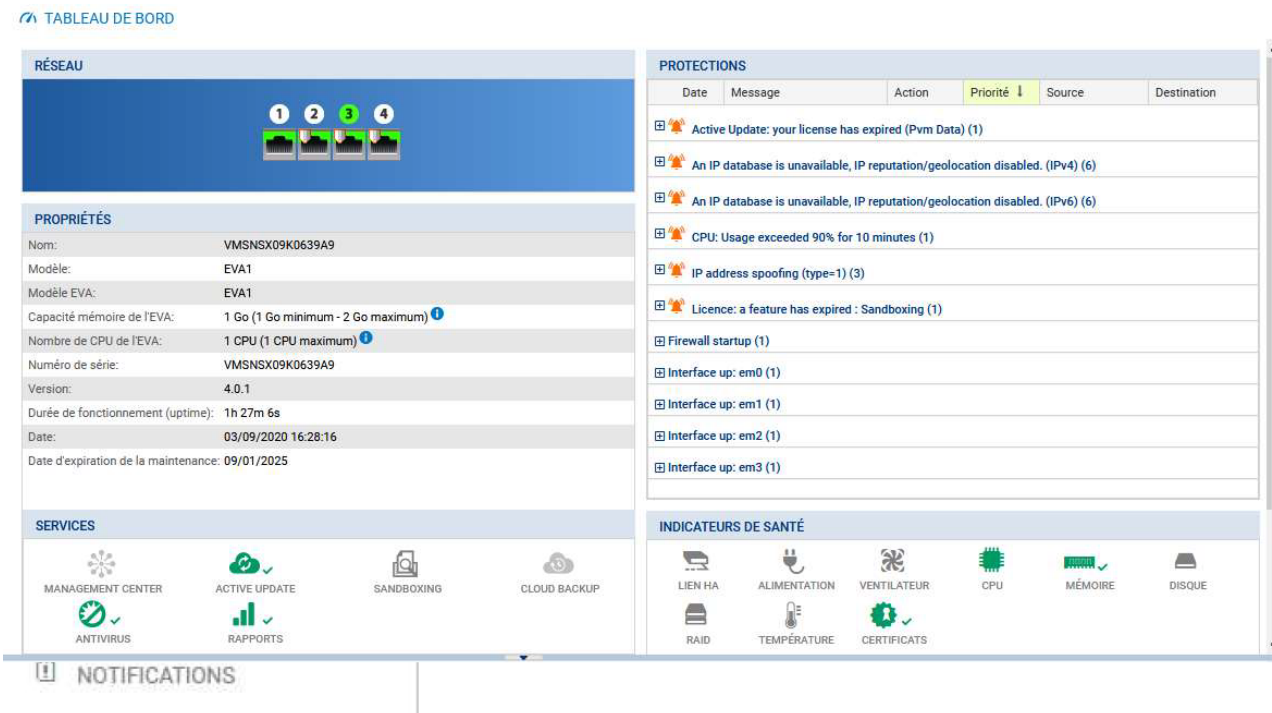 TABLEAU DE BORD
RÉSEAU
1 2 3 4
PROPRIÉTÉS
Nom: VMSNSX09K0639A9
Modèle: EVA1
Modèle EVA: EVA1
Capacité mémoire de l'EVA: 1 Go (1 Go minimum - 2 Go maximum)
Nombre de CPU de l'EVA: 1 CPU (1 CPU maximum)
Numéro de série: VMSNSX09K0639A9
Version: 4.0.1
Durée de fonctionnement (uptime): 1h 27m 6s
Date: 03/09/2020 16:28:16
Date d'expiration de la maintenance: 09/01/2025
SERVICES
MANAGEMENT CENTER ACTIVE UPDATE SANDBOXING CLOUD BACKUP
ANTIVIRUS RAPPORTS
PROTECTIONS
Date Message Action Priorité Source Destination
Active Update: your license has expired (Pvm Data) (1)
An IP database is unavailable, IP reputation/geolocation disabled. (IPv4) (6)
An IP database is unavailable, IP reputation/geolocation disabled. (IPv6) (6)
CPU: Usage exceeded 90% for 10 minutes (1)
IP address spoofing (type=1) (3)
Licence: a feature has expired : Sandboxing (1)
Firewall startup (1)
Interface up: em0 (1)
Interface up: em1 (1)
Interface up: em2 (1)
Interface up: em3 (1)
INDICATEURS DE SANTÉ
LIEN HA ALIMENTATION VENTILATEUR CPU MÉMOIRE DISQUE
RAID TEMPÉRATURE CERTIFICATS
NOTIFICATIONS